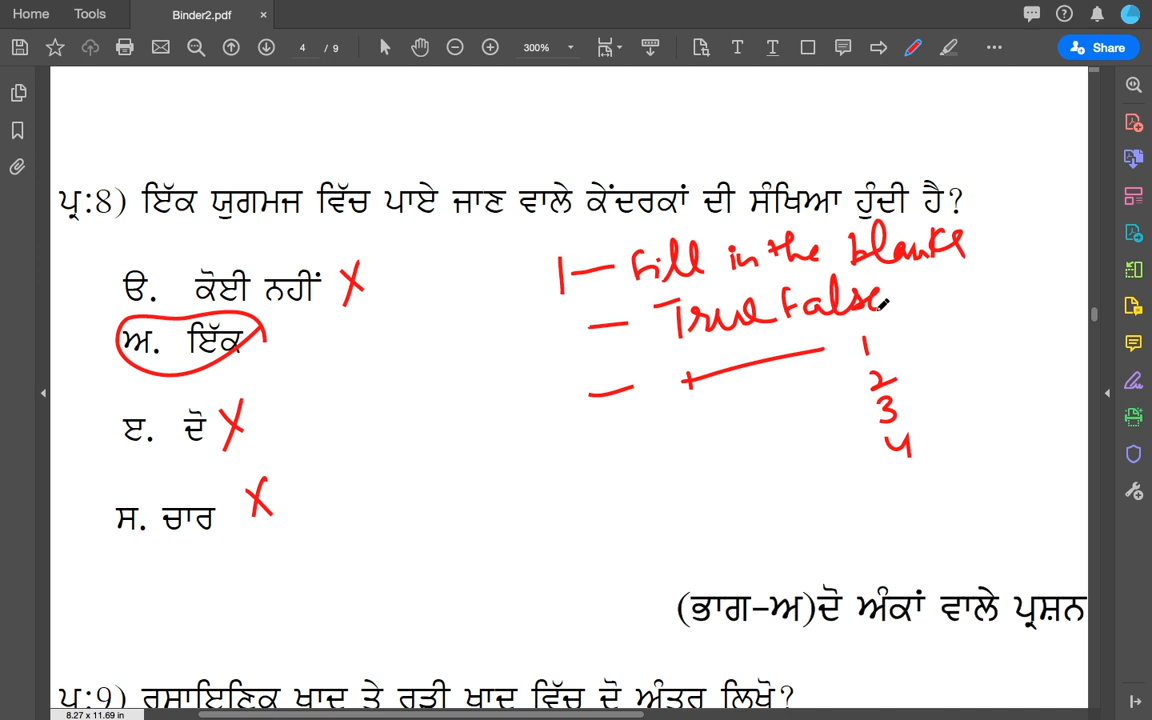 Home Tools Binder2.pdf ×
4 / 9 300% Share
ਪ੍ਰ:8) ਇੱਕ ਯੁਗਮਜ ਵਿੱਚ ਪਾਏ ਜਾਣ ਵਾਲੇ ਕੇਂਦਰਕਾਂ ਦੀ ਸੰਖਿਆ ਹੁੰਦੀ ਹੈ?
1— Fill in the blanks
ੳ. ਕੋਈ ਨਹੀਂ X
— True False
ਅ. ਇੱਕ
1
2
3
4
ੲ. ਦੋ X
ਸ. ਚਾਰ X
(ਭਾਗ-ਅ)ਦੋ ਅੰਕਾਂ ਵਾਲੇ ਪ੍ਰਸ਼ਨ
ਪ੍ਰ:9) ਰਸਾਇਣਿਕ ਖਾਦ ਤੇ ਰੂੜੀ ਖਾਦ ਵਿੱਚ ਦੋ ਅੰਤਰ ਲਿਖੋ?
8.27 x 11.69 in